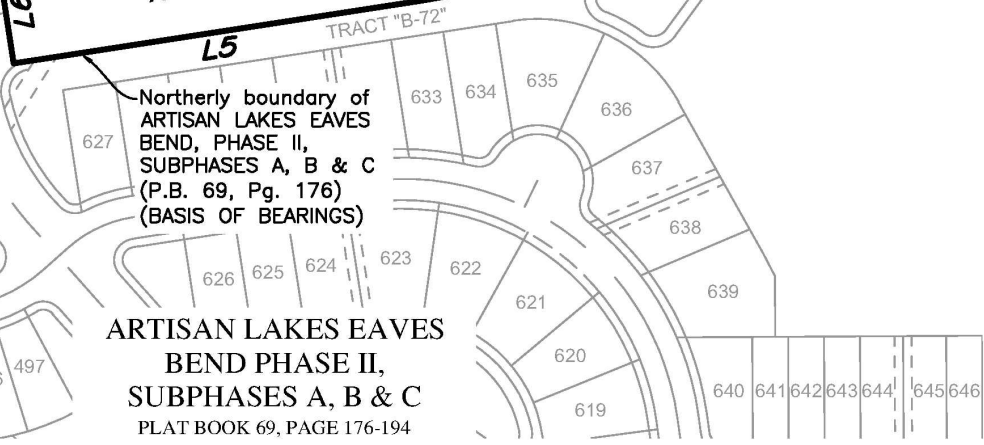 L6
TRACT "B-72"
L5
Northerly boundary of
ARTISAN LAKES EAVES
BEND, PHASE II,
SUBPHASES A, B & C
(P.B. 69, Pg. 176)
(BASIS OF BEARINGS)
627
633
634
635
636
637
638
639
626
625
624
623
622
621
620
619
497
640
641
642
643
644
645
646
ARTISAN LAKES EAVES
BEND PHASE II,
SUBPHASES A, B & C
PLAT BOOK 69, PAGE 176-194